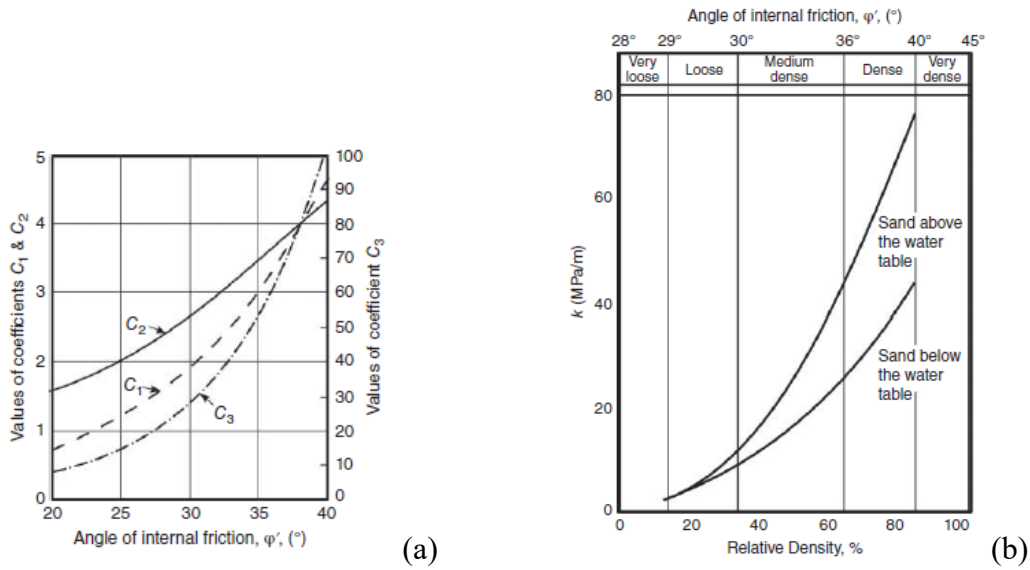 5
4
3
2
1
0
Values of coefficients C1 & C2
100
90
80
70
60
50
40
30
20
10
0
Values of coefficient C3
C2
C1
C3
20 25 30 35 40
Angle of internal friction, φ′, (°)
(a)
Angle of internal friction, φ′, (°)
28° 29° 30° 36° 40° 45°
Very loose
Loose
Medium dense
Dense
Very dense
80
60
40
20
0
k (MPa/m)
Sand above
the water
table
Sand below
the water
table
0 20 40 60 80 100
Relative Density, %
(b)